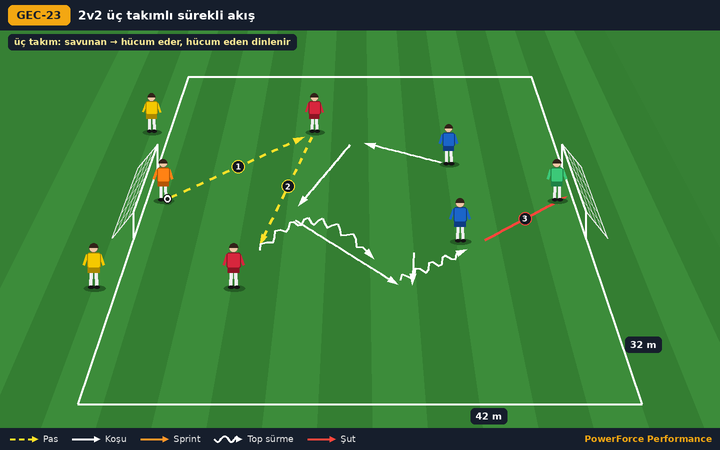 GEC-23 2v2 üç takımlı sürekli akış
üç takım: savunan → hücum eder, hücum eden dinlenir
1
2
3
32 m
42 m
Pas Koşu Sprint Top sürme Şut PowerForce Performance